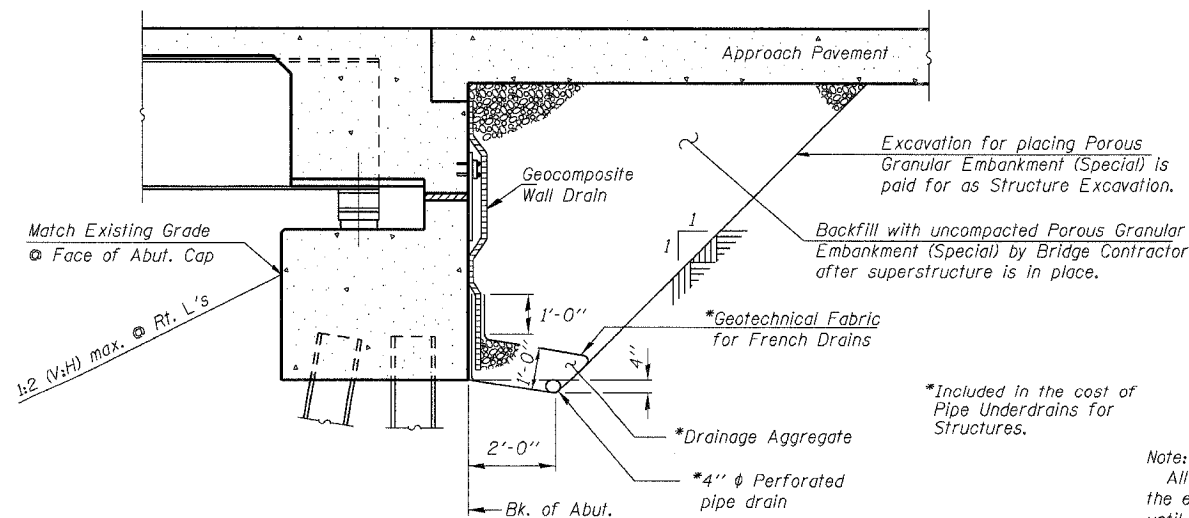 Approach Pavement
Excavation for placing Porous
Granular Embankment (Special) is
paid for as Structure Excavation.
Geocomposite
Wall Drain
Match Existing Grade
@ Face of Abut. Cap
1
1
Backfill with uncompacted Porous Granular
Embankment (Special) by Bridge Contractor
after superstructure is in place.
1:2 (V:H) max. @ Rt. L's
1'-0"
*Geotechnical Fabric
for French Drains
1'-0"
4"
*Included in the cost of
Pipe Underdrains for
Structures.
*Drainage Aggregate
2'-0"
*4" ϕ Perforated
pipe drain
Bk. of Abut.
Note:
All
the e
until